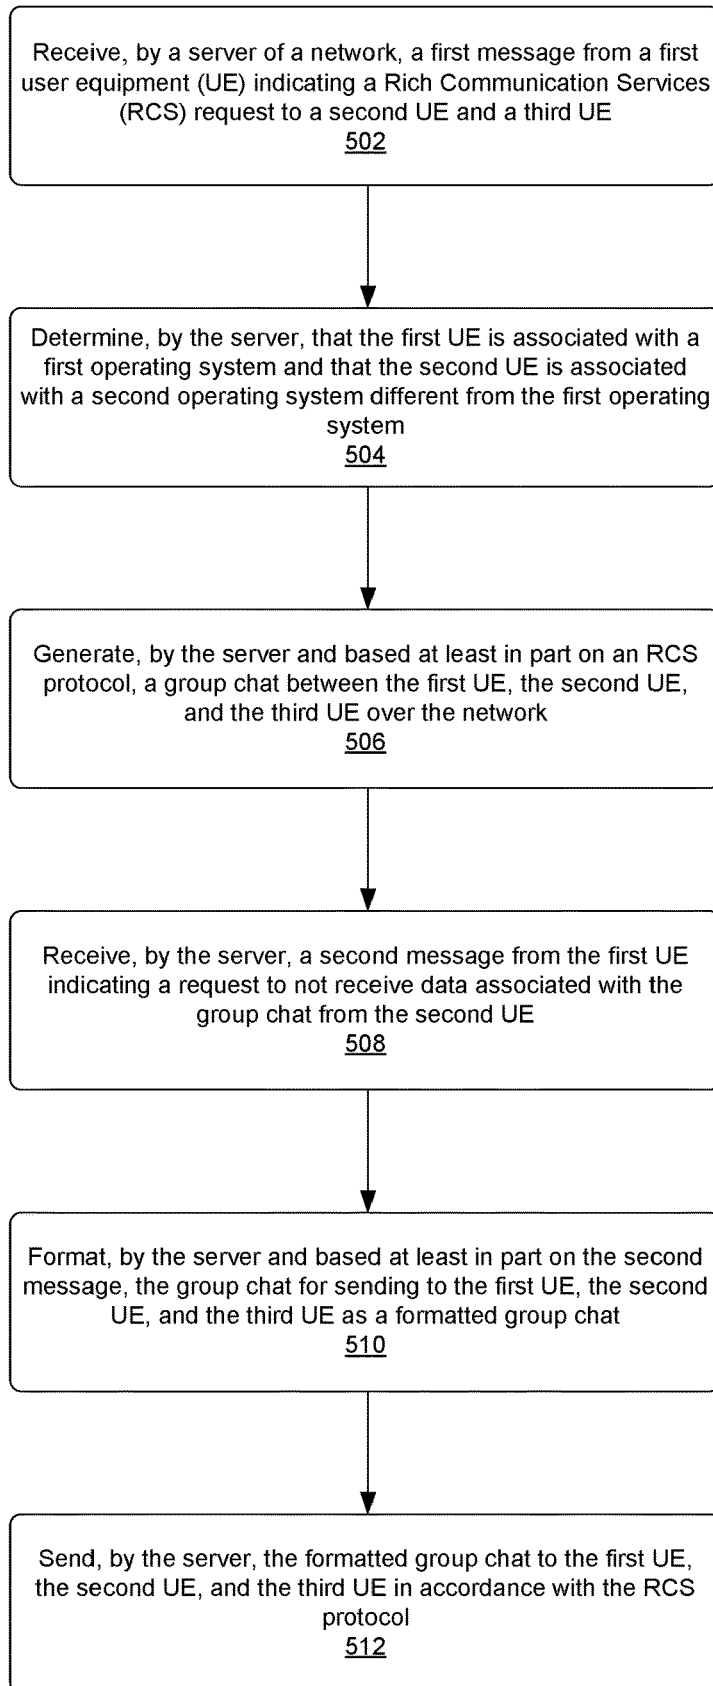 Receive, by a server of a network, a first message from a first
user equipment (UE) indicating a Rich Communication Services
(RCS) request to a second UE and a third UE
502
Determine, by the server, that the first UE is associated with a
first operating system and that the second UE is associated
with a second operating system different from the first operating
system
504
Generate, by the server and based at least in part on an RCS
protocol, a group chat between the first UE, the second UE,
and the third UE over the network
506
Receive, by the server, a second message from the first UE
indicating a request to not receive data associated with the
group chat from the second UE
508
Format, by the server and based at least in part on the second
message, the group chat for sending to the first UE, the second
UE, and the third UE as a formatted group chat
510
Send, by the server, the formatted group chat to the first UE,
the second UE, and the third UE in accordance with the RCS
protocol
512